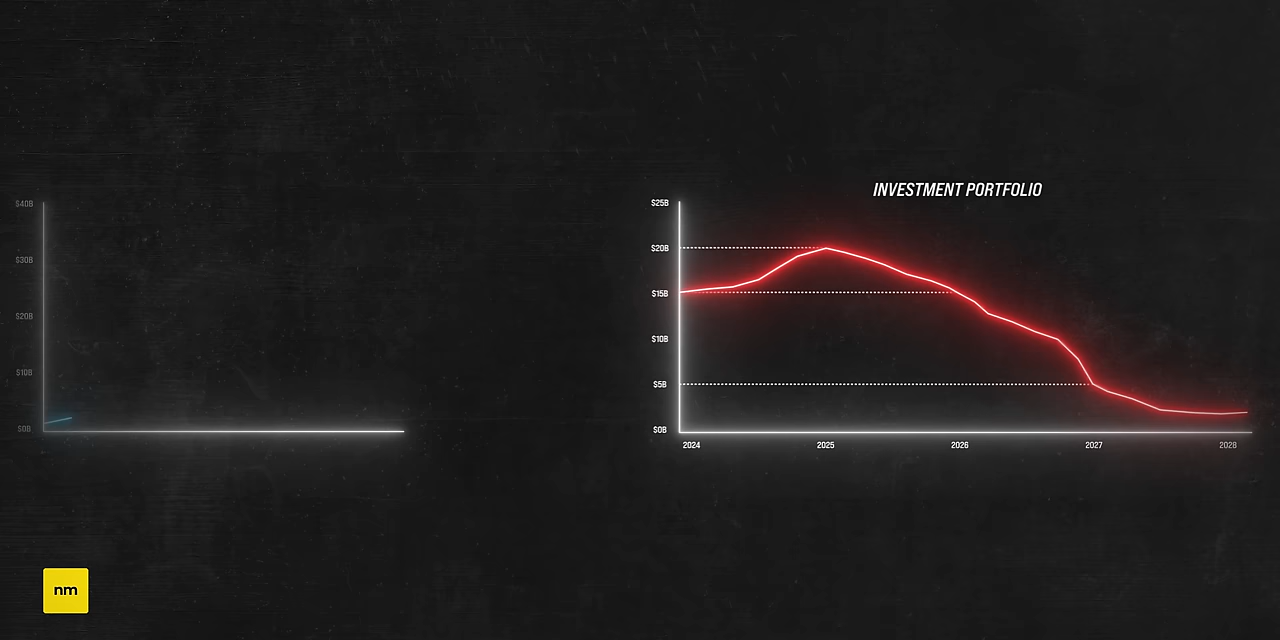 $40B
$30B
$20B
$10B
$0B
INVESTMENT PORTFOLIO
$25B
$20B
$15B
$10B
$5B
$0B
2024 2025 2026 2027 2028
nm